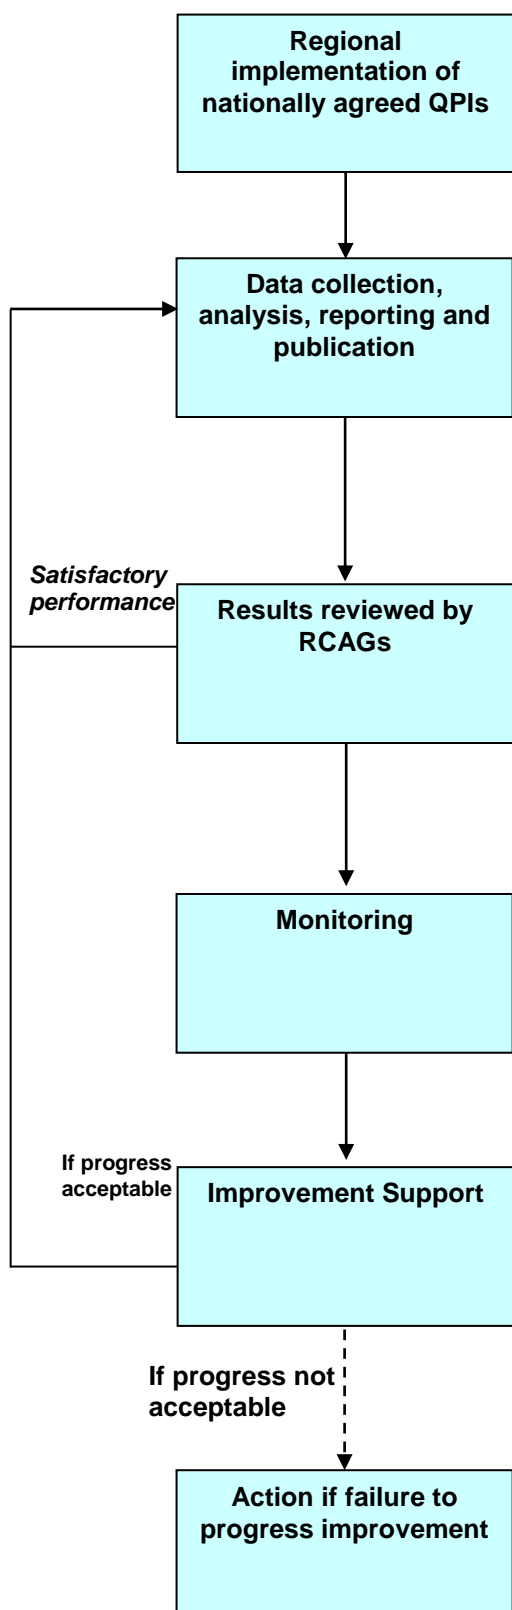 Regional
implementation of
nationally agreed QPIs
Data collection,
analysis, reporting and
publication
Satisfactory
performance
Results reviewed by
RCAGs
Monitoring
If progress
acceptable
Improvement Support
If progress not
acceptable
Action if failure to
progress improvement